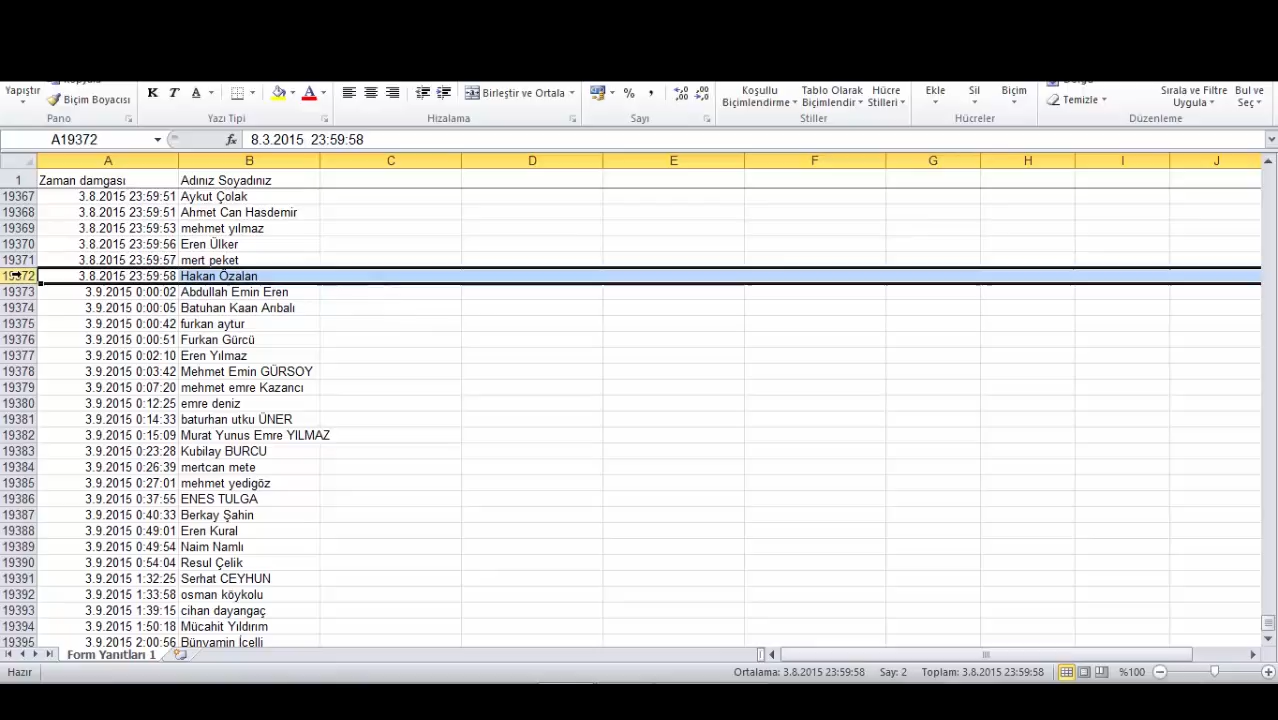 Yapıştır
Biçim Boyacısı
K T A
A
Birleştir ve Ortala
%
Koşullu Biçimlendirme
Tablo Olarak Biçimlendir
Hücre Stilleri
Ekle
Sil
Biçim
Temizle
Sırala ve Filtre Uygula
Bul ve Seç
Pano
Yazı Tipi
Hizalama
Sayı
Stiller
Hücreler
Düzenleme
A19372 fx 8.3.2015 23:59:58
A B C D E F G H I J
1 Zaman damgası Adınız Soyadınız
19367 3.8.2015 23:59:51 Aykut Çolak
19368 3.8.2015 23:59:51 Ahmet Can Hasdemir
19369 3.8.2015 23:59:53 mehmet yılmaz
19370 3.8.2015 23:59:56 Eren Ülker
19371 3.8.2015 23:59:57 mert peket
19372 3.8.2015 23:59:58 Hakan Özalan
19373 3.9.2015 0:00:02 Abdullah Emin Eren
19374 3.9.2015 0:00:05 Batuhan Kaan Arıbalı
19375 3.9.2015 0:00:42 furkan aytur
19376 3.9.2015 0:00:51 Furkan Gürcü
19377 3.9.2015 0:02:10 Eren Yılmaz
19378 3.9.2015 0:03:42 Mehmet Emin GÜRSOY
19379 3.9.2015 0:07:20 mehmet emre Kazancı
19380 3.9.2015 0:12:25 emre deniz
19381 3.9.2015 0:14:33 baturhan utku ÜNER
19382 3.9.2015 0:15:09 Murat Yunus Emre YILMAZ
19383 3.9.2015 0:23:28 Kubilay BURCU
19384 3.9.2015 0:26:39 mertcan mete
19385 3.9.2015 0:27:01 mehmet yedigöz
19386 3.9.2015 0:37:55 ENES TULGA
19387 3.9.2015 0:40:33 Berkay Şahin
19388 3.9.2015 0:49:01 Eren Kural
19389 3.9.2015 0:49:54 Naim Namlı
19390 3.9.2015 0:54:04 Resul Çelik
19391 3.9.2015 1:32:25 Serhat CEYHUN
19392 3.9.2015 1:33:58 osman köykolu
19393 3.9.2015 1:39:15 cihan dayangaç
19394 3.9.2015 1:50:18 Mücahit Yıldırım
19395 3.9.2015 2:00:56 Bünyamin İçelli
Form Yanıtları 1
Hazır Ortalama: 3.8.2015 23:59:58 Say: 2 Toplam: 3.8.2015 23:59:58 %100